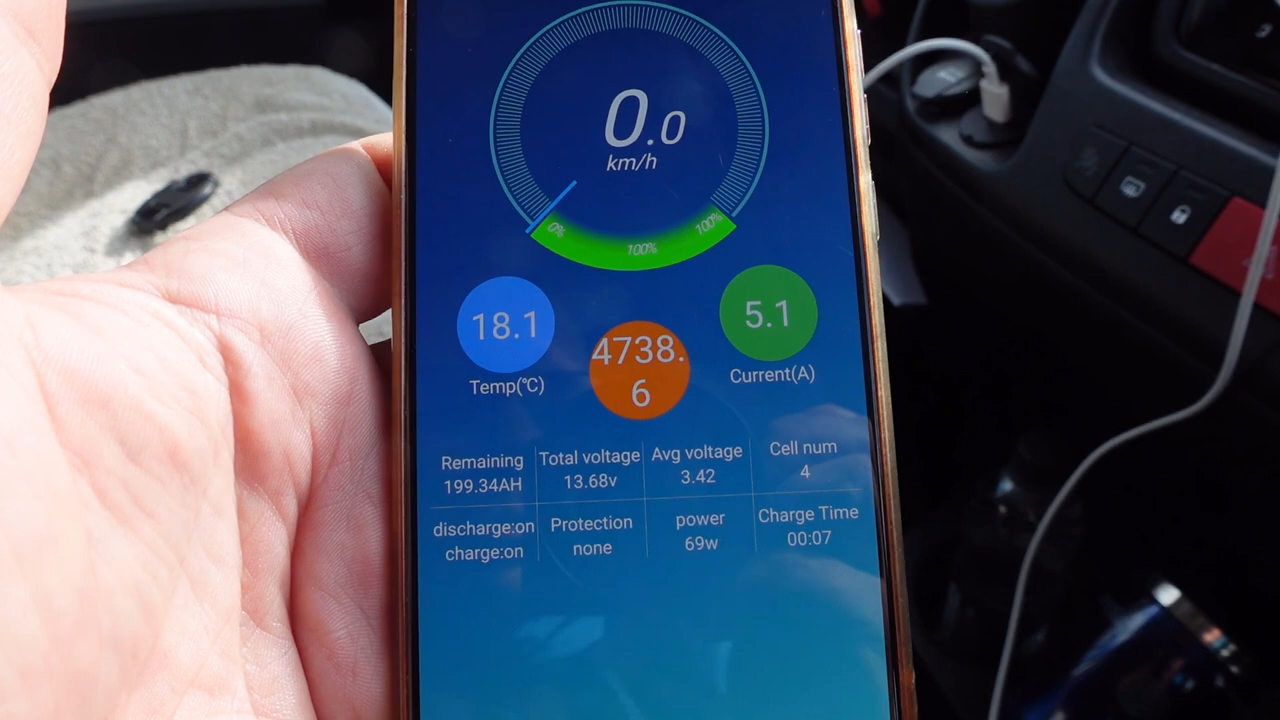 0.0
km/h
0%
100%
100%
18.1
Temp(℃)
4738.
6
5.1
Current(A)
Remaining
199.34AH
Total voltage
13.68v
Avg voltage
3.42
Cell num
4
discharge:on
charge:on
Protection
none
power
69w
Charge Time
00:07